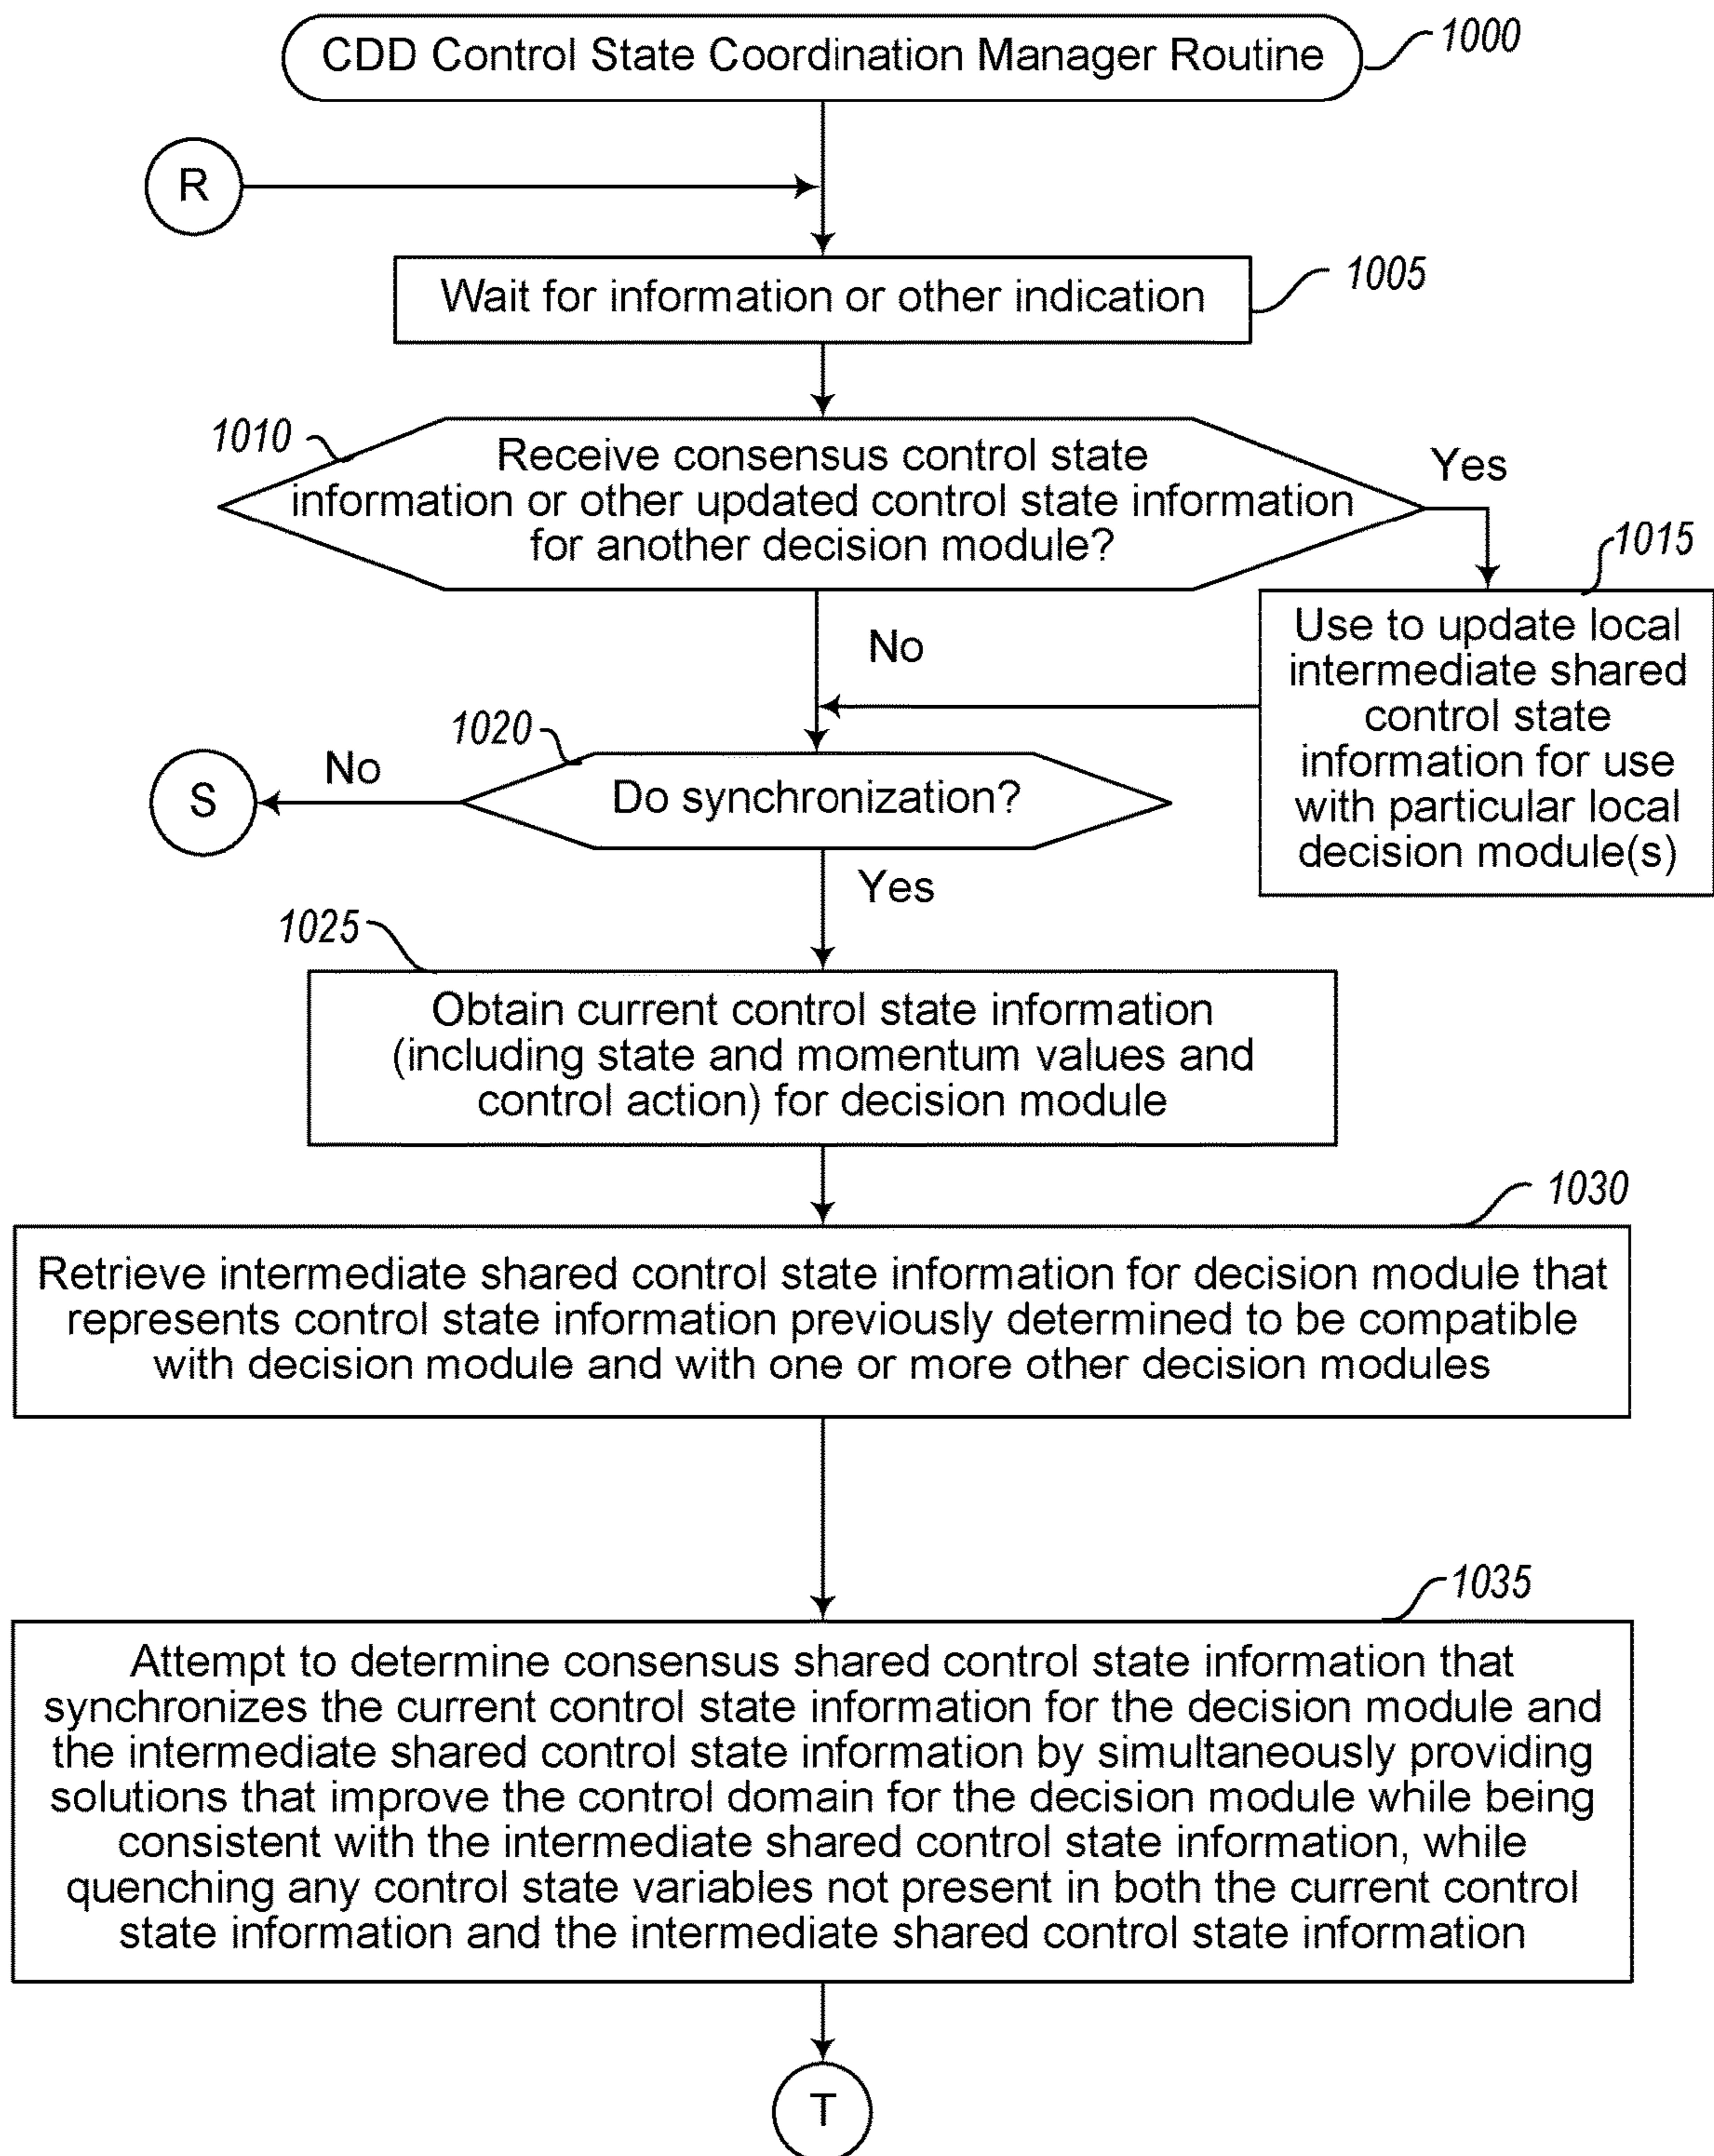 CDD Control State Coordination Manager Routine
1000
R
Wait for information or other indication
1005
1010
Receive consensus control state
information or other updated control state information
for another decision module?
Yes
1015
Use to update local
intermediate shared
control state
information for use
with particular local
decision module(s)
No
1020
Do synchronization?
No
S
Yes
1025
Obtain current control state information
(including state and momentum values and
control action) for decision module
1030
Retrieve intermediate shared control state information for decision module that
represents control state information previously determined to be compatible
with decision module and with one or more other decision modules
1035
Attempt to determine consensus shared control state information that
synchronizes the current control state information for the decision module and
the intermediate shared control state information by simultaneously providing
solutions that improve the control domain for the decision module while being
consistent with the intermediate shared control state information, while
quenching any control state variables not present in both the current control
state information and the intermediate shared control state information
T